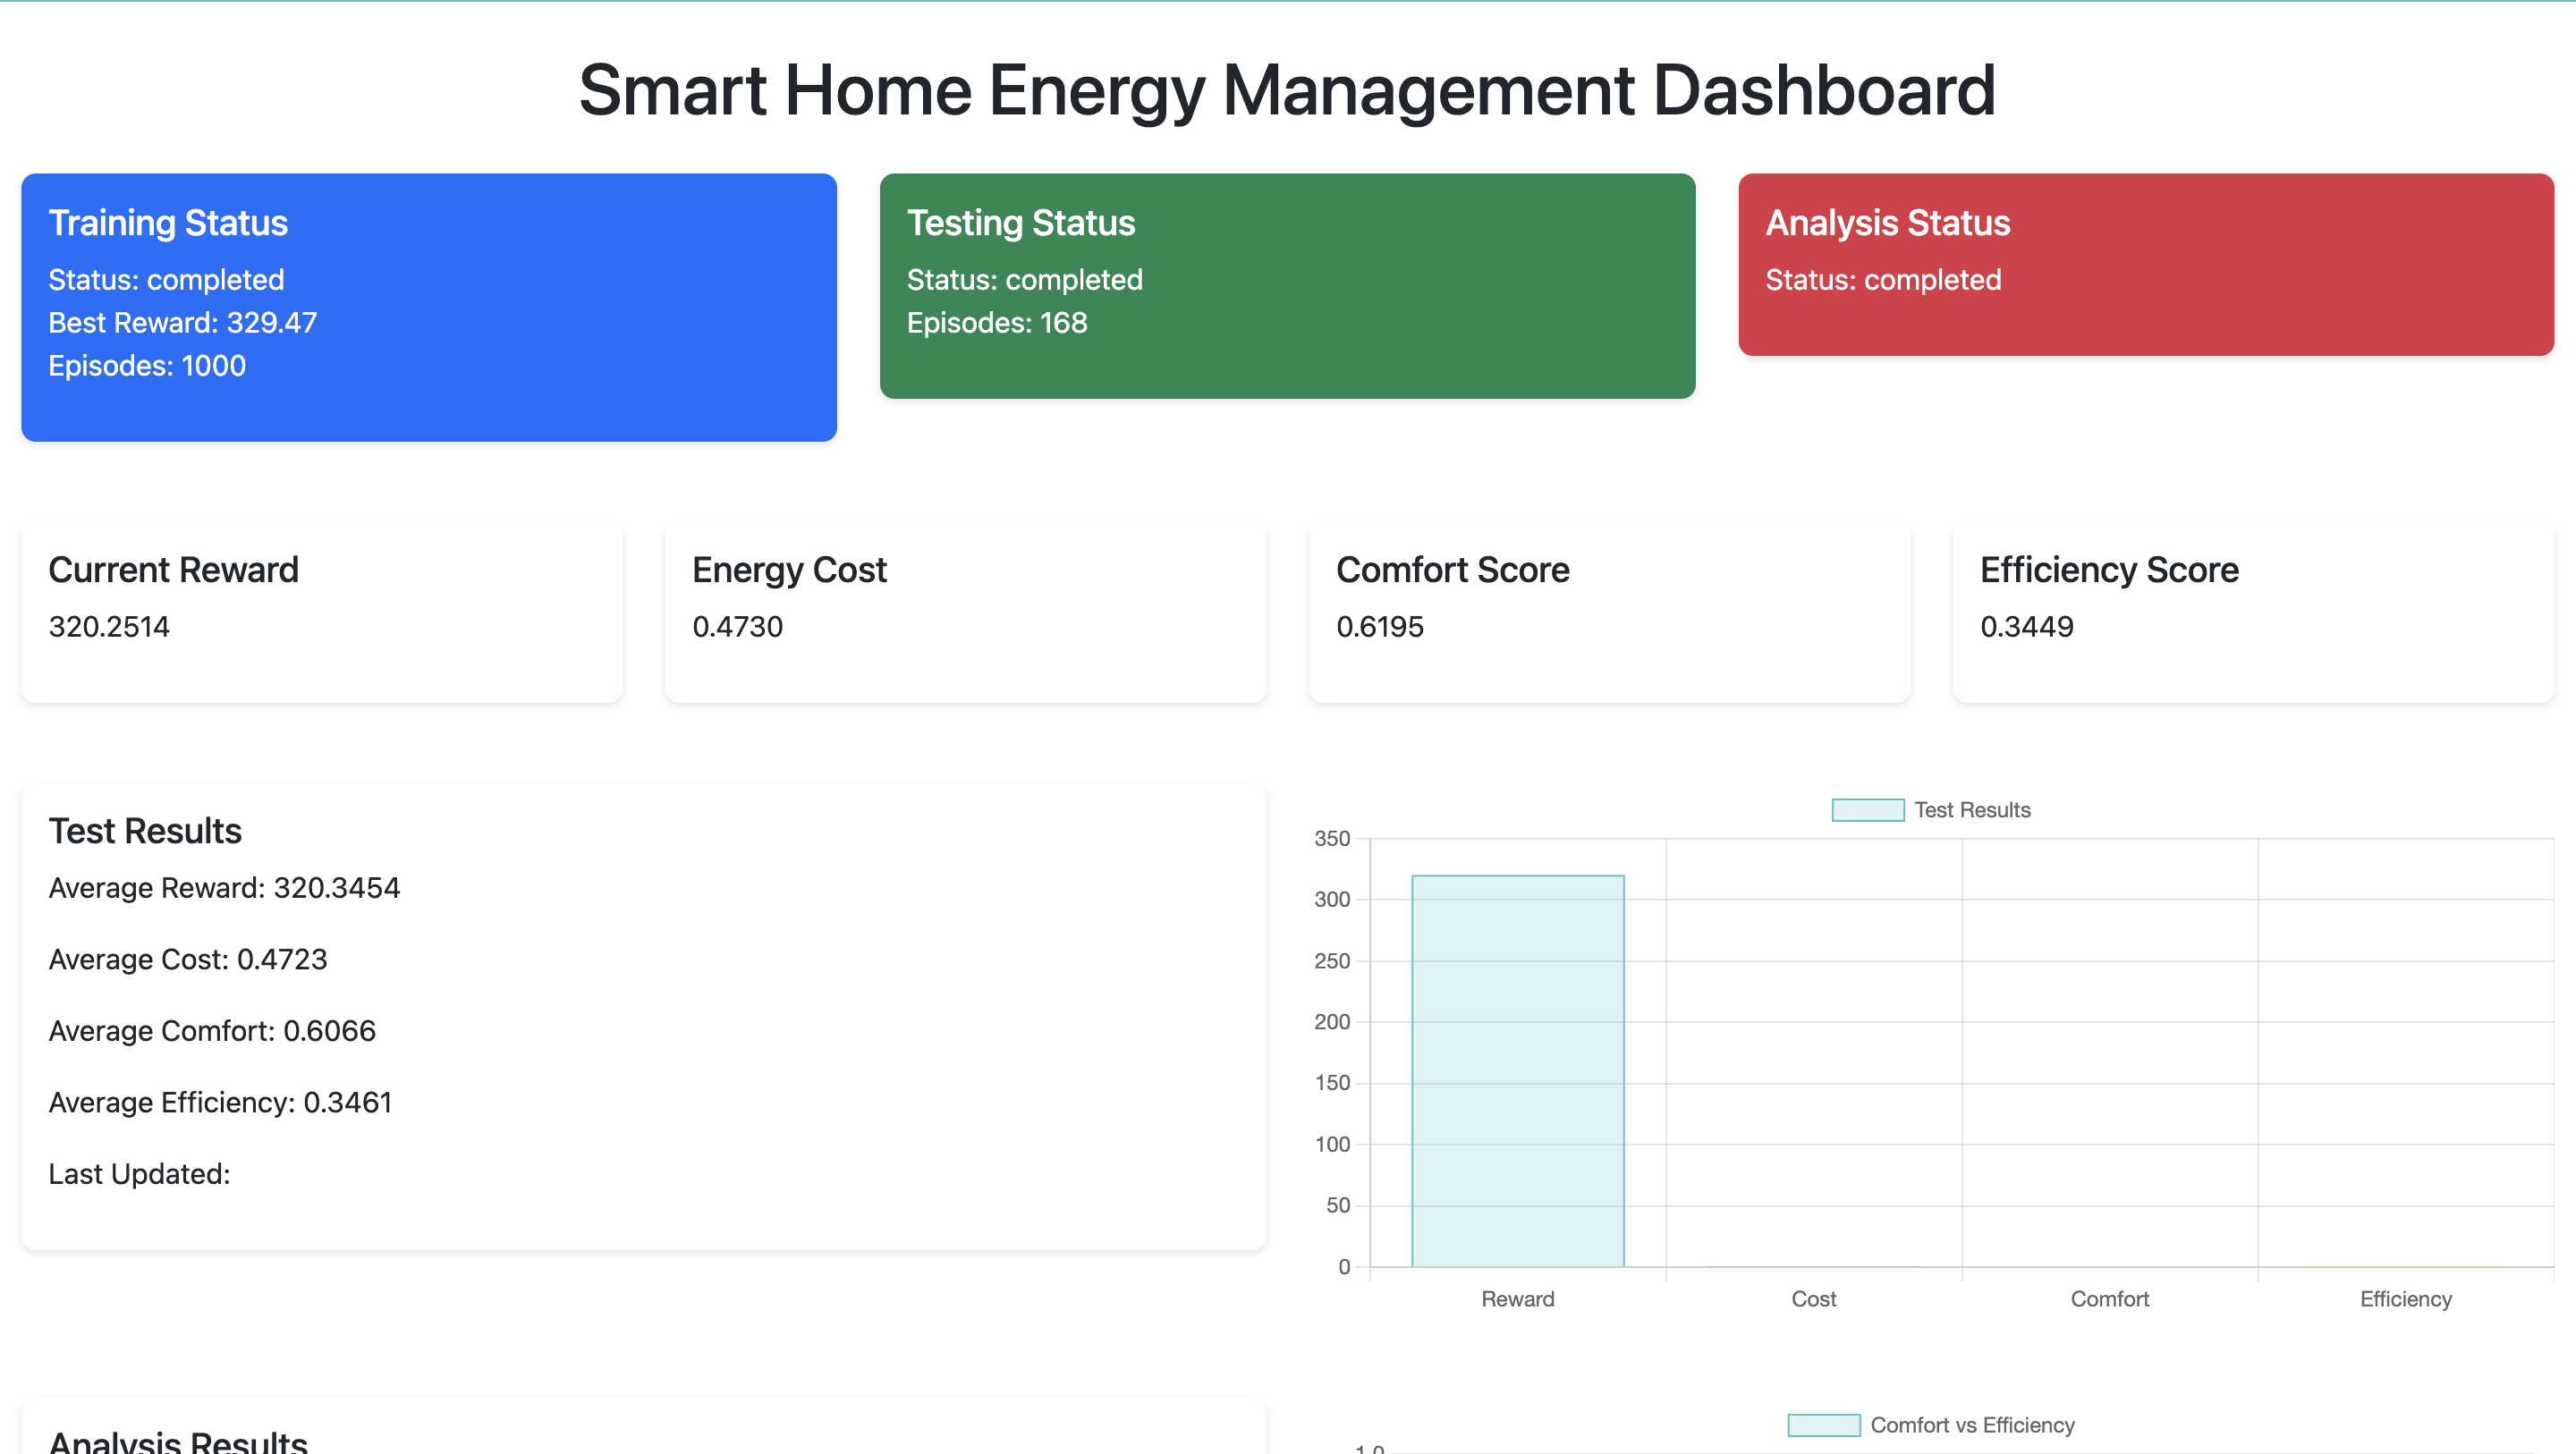 Smart Home Energy Management Dashboard
Training Status
Status: completed
Best Reward: 329.47
Episodes: 1000
Testing Status
Status: completed
Episodes: 168
Analysis Status
Status: completed
Current Reward
320.2514
Energy Cost
0.4730
Comfort Score
0.6195
Efficiency Score
0.3449
Test Results
Average Reward: 320.3454
Average Cost: 0.4723
Average Comfort: 0.6066
Average Efficiency: 0.3461
Last Updated:
Test Results
350
300
250
200
150
100
50
0
Reward Cost Comfort Efficiency
Analysis Results
Comfort vs Efficiency
1.0